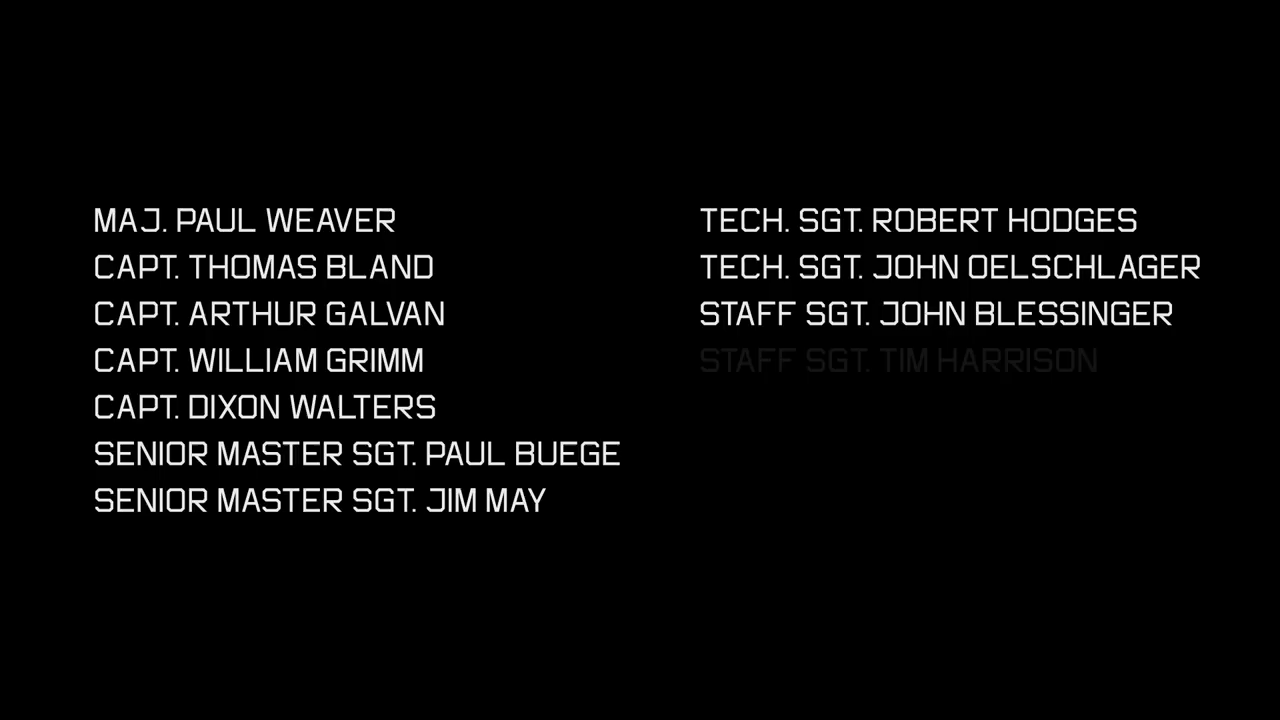 MAJ. PAUL WEAVER
CAPT. THOMAS BLAND
CAPT. ARTHUR GALVAN
CAPT. WILLIAM GRIMM
CAPT. DIXON WALTERS
SENIOR MASTER SGT. PAUL BUEGE
SENIOR MASTER SGT. JIM MAY
TECH. SGT. ROBERT HODGES
TECH. SGT. JOHN OELSCHLAGER
STAFF SGT. JOHN BLESSINGER
STAFF SGT. TIM HARRISON